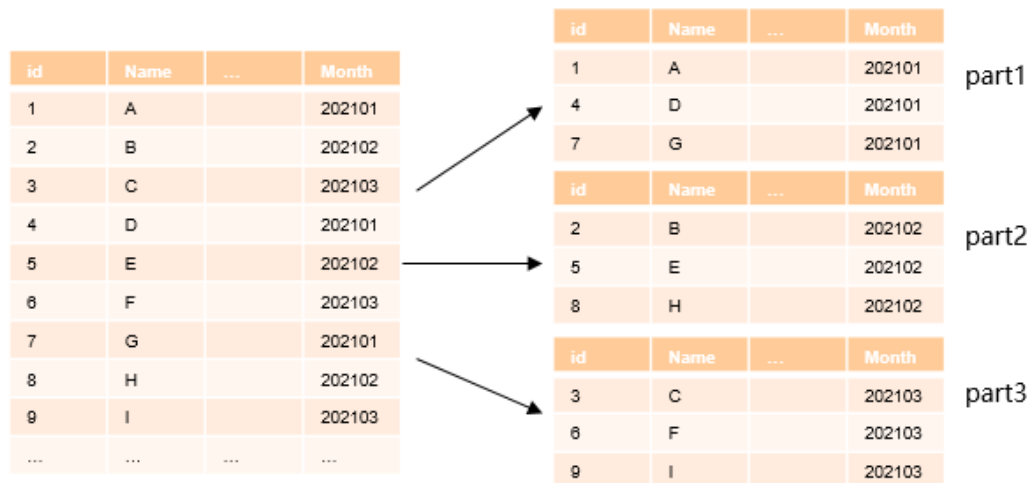 id Name ... Month
1 A 202101
2 B 202102
3 C 202103
4 D 202101
5 E 202102
6 F 202103
7 G 202101
8 H 202102
9 I 202103
... ... ... ...
id Name ... Month
1 A 202101
4 D 202101
7 G 202101
part1
id Name ... Month
2 B 202102
5 E 202102
8 H 202102
part2
id Name ... Month
3 C 202103
6 F 202103
9 I 202103
part3